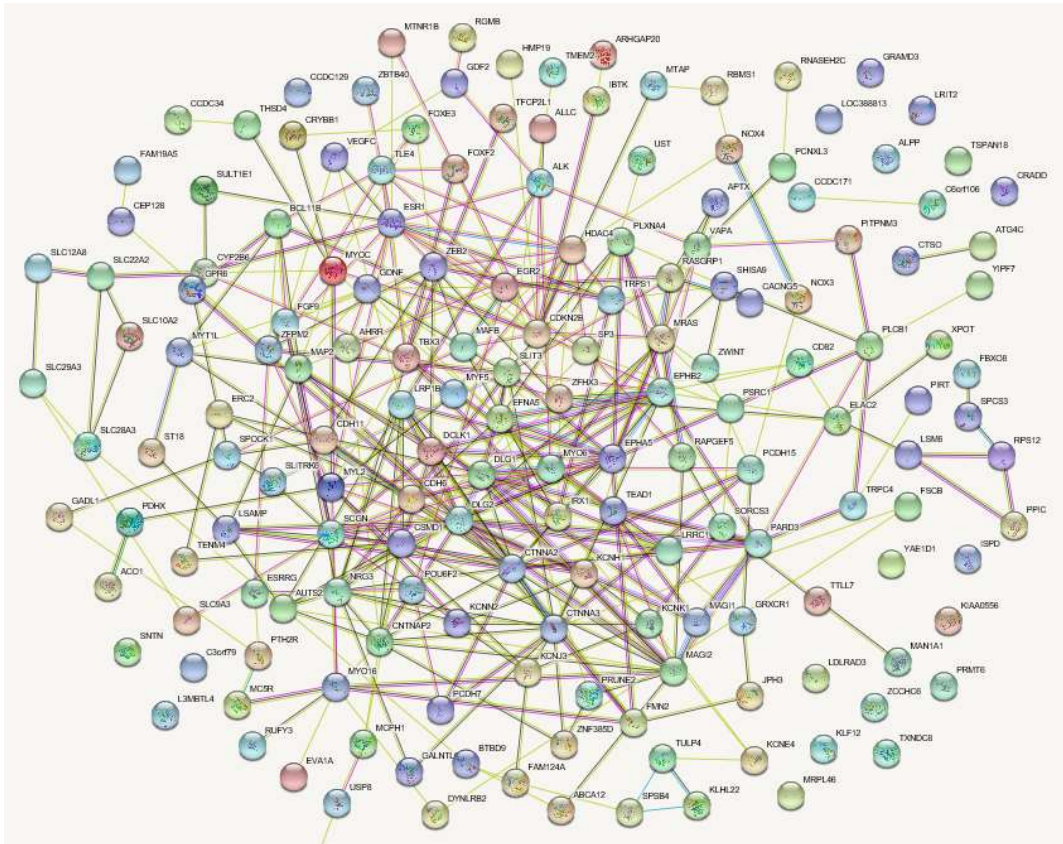 MTNR1B
RGMB
HMP19
ARHGAP20
TMEM2
GDF2
ZBTB40
CCDC129
MTAP
RBMS1
RNASEH2C
GRAMD3
LRIT2
IBTK
TFCP2L1
ALLC
CCDC34
THSD4
CRYBB1
FOXE3
LOC388813
NOX4
PCNXL3
ALPP
TSPAN18
VEGFC
TLE4
FOXF2
ALK
UST
FAM19A5
SULT1E1
CCDC171
C6orf106
CRADD
APTX
CEP128
BCL11B
ESR1
HDAC4
PLXNA4
VAPA
PITPNM3
CTSO
ATG4C
SLC12A8
SLC22A2
CYP2B6
MYOC
ZEB2
RASGRP1
SHISA9
YIPF7
GPR6
GDNF
EGR2
TRPS1
CACNG5
NOX3
SLC10A2
FGF9
CDKN2B
MRAS
PLCB1
XPOT
MYT1L
ZFPM2
AHRR
MAFB
SP3
FBXO8
SLC29A3
MAP2
TBX3
SLIT3
ZWINT
CD82
PIRT
SPCS3
LRP1B
MYF5
ZFHX3
EPHB2
PSRC1
ELAC2
ERC2
EFNA5
SLC28A3
ST18
SPOCK1
CDH11
DCLK1
EPHA5
RAPGEF5
LSM6
RPS12
SLITRK6
DLG1
MYO6
PCDH15
GADL1
PDHX
MYL2
CDH6
IRX1
TEAD1
TRPC4
FSCB
LSAMP
SCGN
CSMD1
DLG2
SORCS3
PARD3
PPIC
TENM4
CTNNA2
KCNH1
LRRC1
YAE1D1
ISPD
ACO1
ESRRG
NRG3
POU6F2
TTLL7
SLC9A3
AUTS2
KCNN2
CTNNA3
KCNK1
MAGI1
GRXCR1
KIAA0556
SNTN
C3orf79
PTH2R
CNTNAP2
KCNJ3
MAGI2
LDLRAD3
MAN1A1
PRMT6
MC5R
MYO16
PRUNE2
JPH3
L3MBTL4
PCDH7
FMN2
ZCCHC6
RUFY3
MCPH1
ZNF385D
KLF12
TXNDC8
EVA1A
BTBD9
TULP4
KCNE4
USP8
FAM124A
MRPL46
DYNLRB2
ABCA12
SPSB4
KLHL22